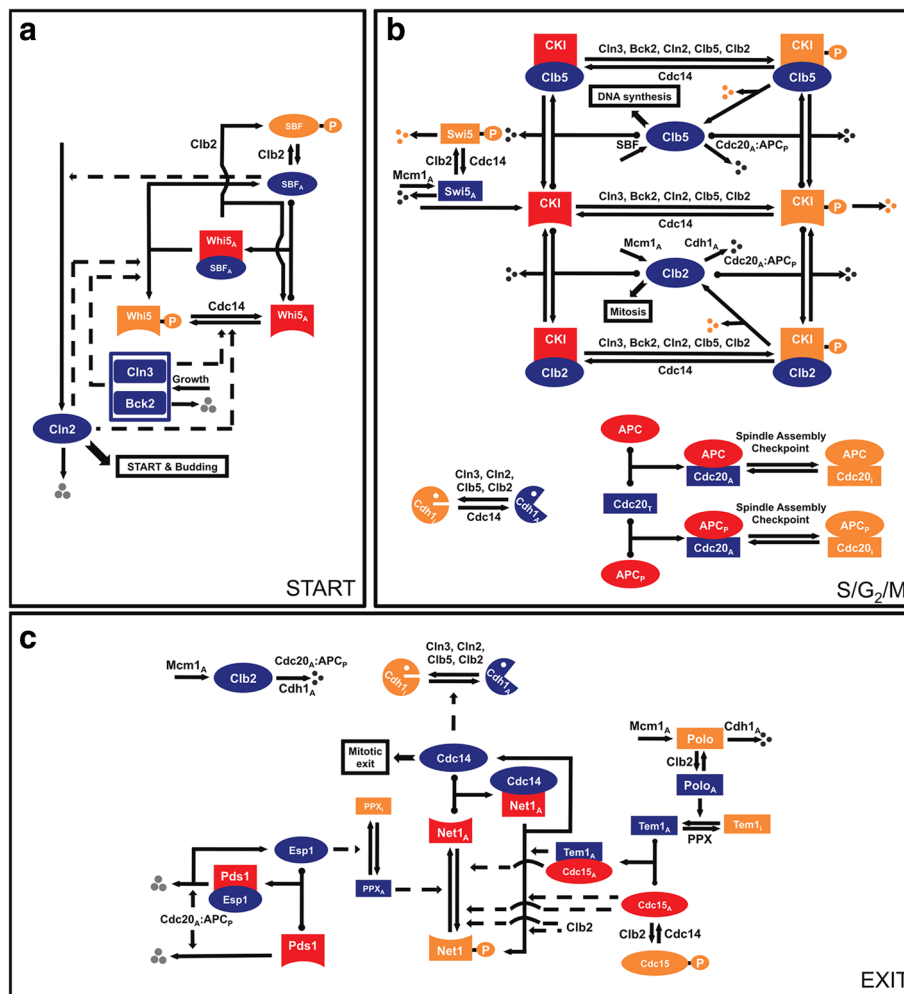 a
SBF
P
Clb2
Clb2
SBFA
Whi5A
SBFA
Cdc14
Whi5
P
Whi5A
Cln3
Growth
Bck2
Cln2
START & Budding
START
b
CKI
Clb5
Cln3, Bck2, Cln2, Clb5, Clb2
Cdc14
CKI
P
Clb5
DNA synthesis
Swi5
P
Clb5
SBF
Cdc20A:APCP
Clb2
Cdc14
Mcm1A
Swi5A
CKI
Cln3, Bck2, Cln2, Clb5, Clb2
Cdc14
CKI
P
Mcm1A
Cdh1A
Clb2
Cdc20A:APCP
Mitosis
CKI
Clb2
Cln3, Bck2, Cln2, Clb5, Clb2
Cdc14
CKI
P
Clb2
APC
Spindle Assembly
Checkpoint
APC
Cdc20A
APC
Cdc20i
Cln3, Cln2,
Clb5, Clb2
Cdh1i
Cdc14
Cdh1A
Cdc20T
Spindle Assembly
Checkpoint
APCP
Cdc20A
APCP
Cdc20i
APCP
S/G2/M
c
Mcm1A
Clb2
Cdc20A:APCP
Cdh1A
Cln3, Cln2,
Clb5, Clb2
Cdh1i
Cdh1A
Mitotic
exit
Cdc14
Cdc14
Net1A
Mcm1A
Polo
Cdh1A
Clb2
PoloA
PPXi
Net1A
Tem1A
PPX
Tem1i
Esp1
Tem1A
Cdc15A
Pds1
Esp1
PPXA
Cdc15A
Cdc20A:APCP
Clb2
Clb2
Cdc14
Pds1
Net1
P
Cdc15
P
EXIT